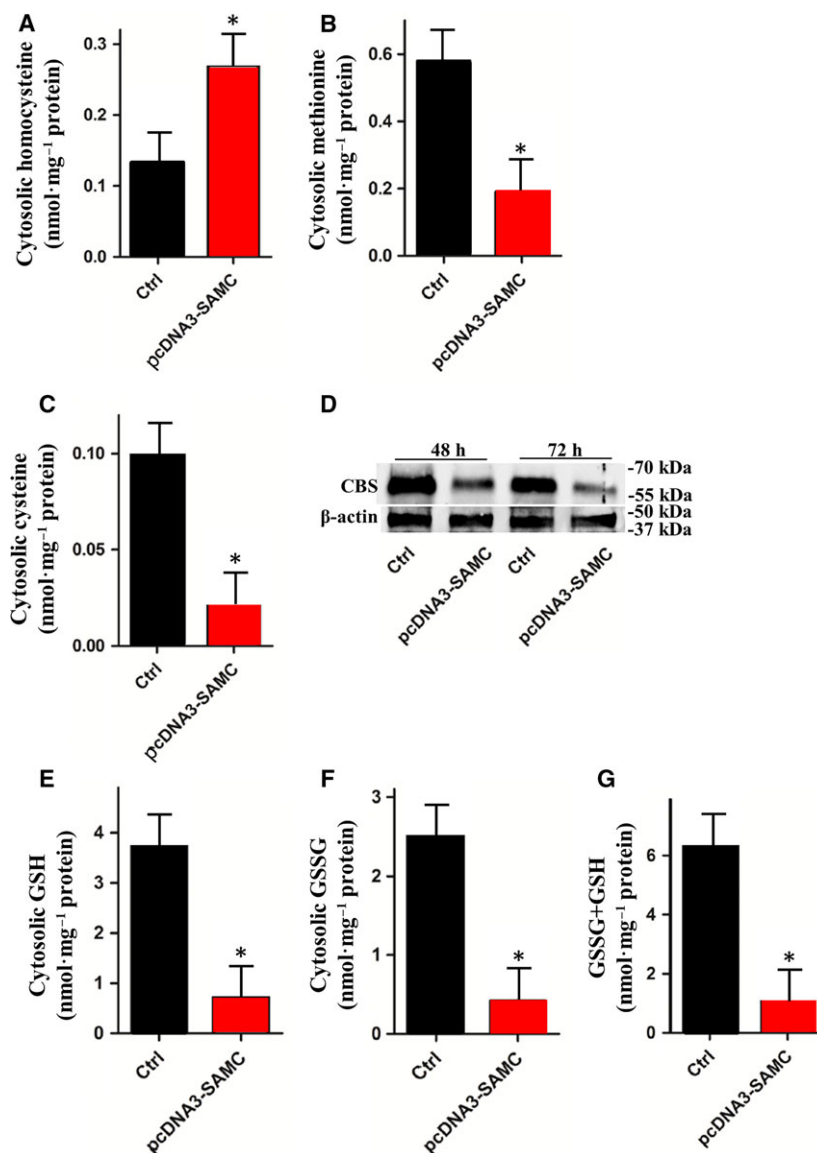 A
Cytosolic homocysteine
(nmol·mg⁻¹ protein)
0.3
0.2
0.1
0.0
*
Ctrl
pcDNA3-SAMC
B
Cytosolic methionine
(nmol·mg⁻¹ protein)
0.6
0.4
0.2
0.0
*
Ctrl
pcDNA3-SAMC
C
Cytosolic cysteine
(nmol·mg⁻¹ protein)
0.10
0.05
0.00
*
Ctrl
pcDNA3-SAMC
D
48 h
72 h
CBS
β-actin
-70 kDa
-55 kDa
-50 kDa
-37 kDa
Ctrl
pcDNA3-SAMC
Ctrl
pcDNA3-SAMC
E
Cytosolic GSH
(nmol·mg⁻¹ protein)
4
3
2
1
0
*
Ctrl
pcDNA3-SAMC
F
Cytosolic GSSG
(nmol·mg⁻¹ protein)
3
2
1
0
*
Ctrl
pcDNA3-SAMC
G
GSSG+GSH
(nmol·mg⁻¹ protein)
6
4
2
0
*
Ctrl
pcDNA3-SAMC